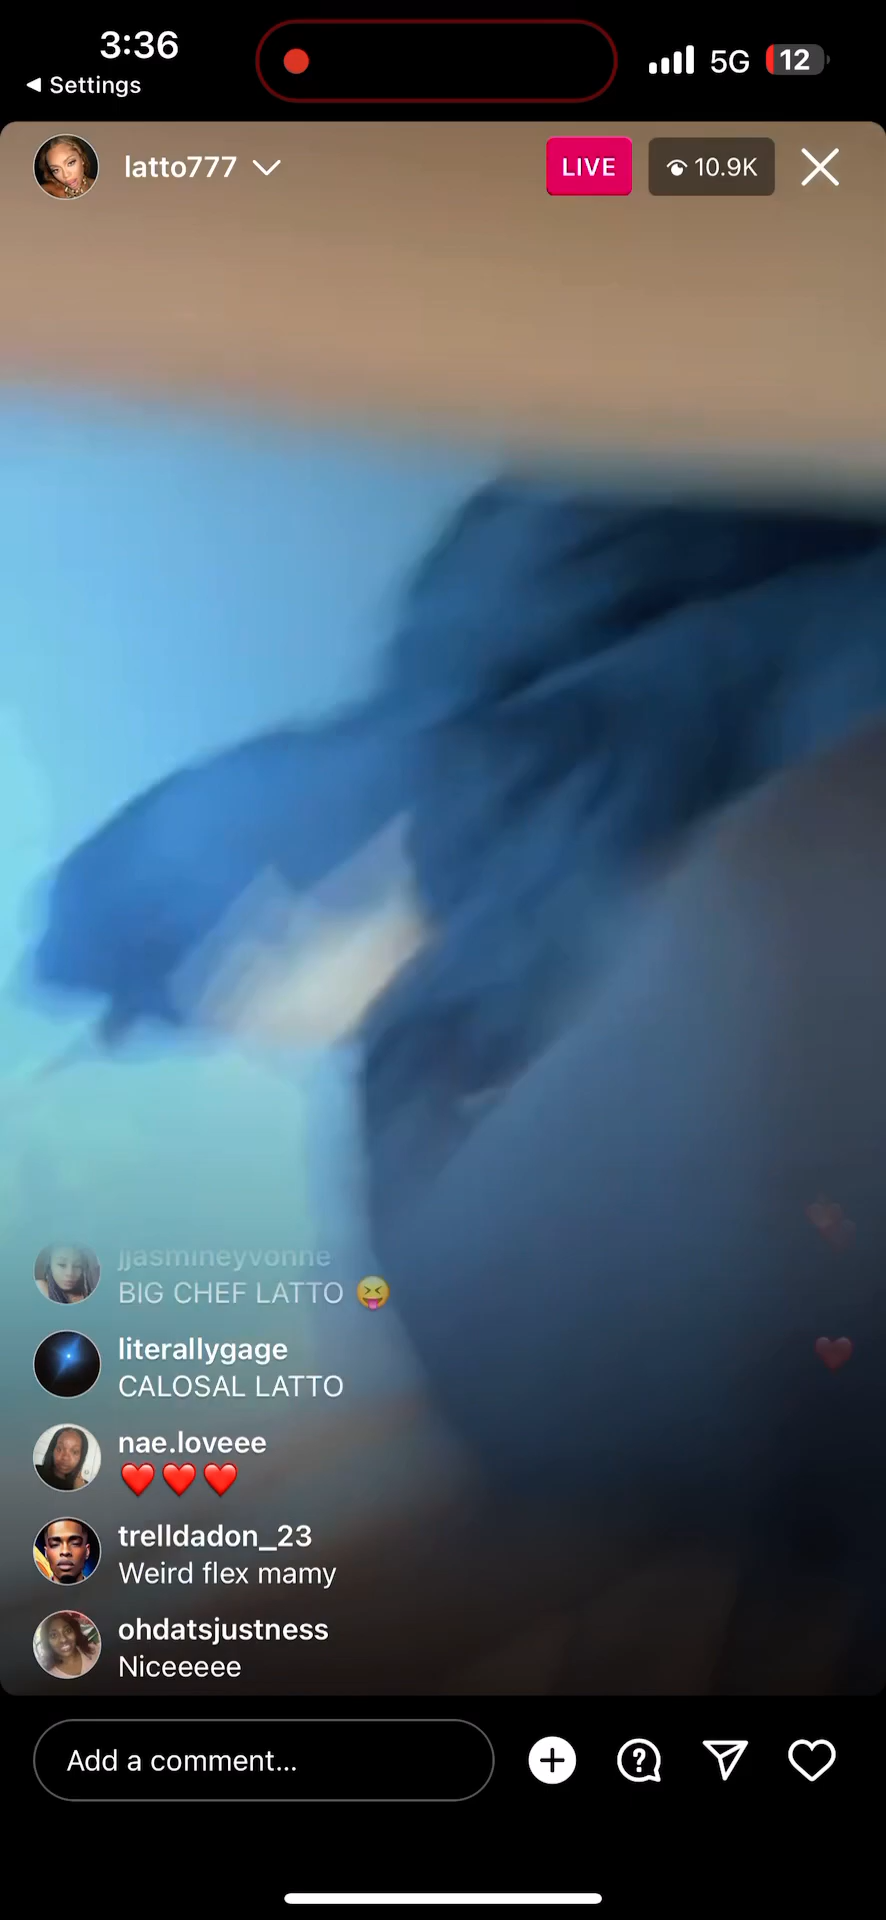 3:36
5G
12
Settings
latto777
LIVE
10.9K
jjasmineyvonne
BIG CHEF LATTO 😝
literallygage
CALOSAL LATTO
nae.loveee
❤️❤️❤️
trelldadon_23
Weird flex mamy
ohdatsjustness
Niceeeee
Add a comment...